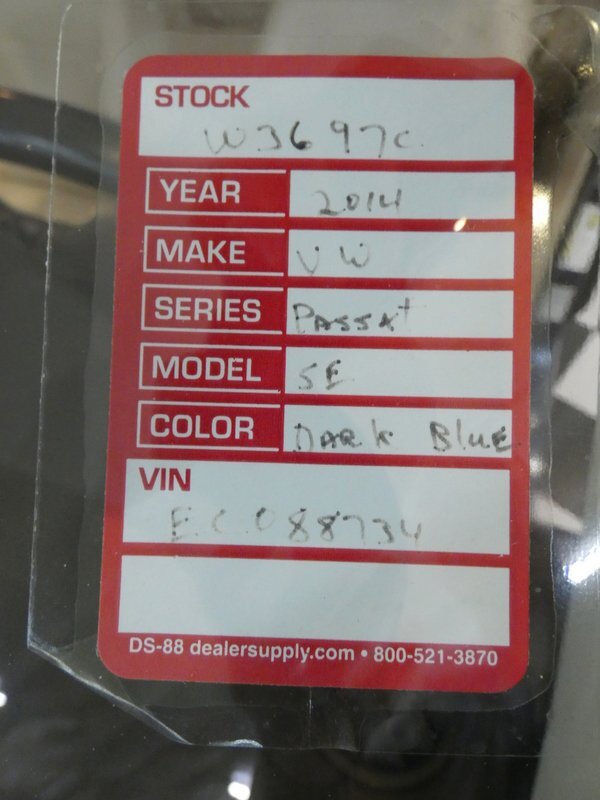 STOCK
W3697C
YEAR 2014
MAKE VW
SERIES PASSAt
MODEL SE
COLOR DARK BluE
VIN
EC088734
DS-88 dealersupply.com • 800-521-3870